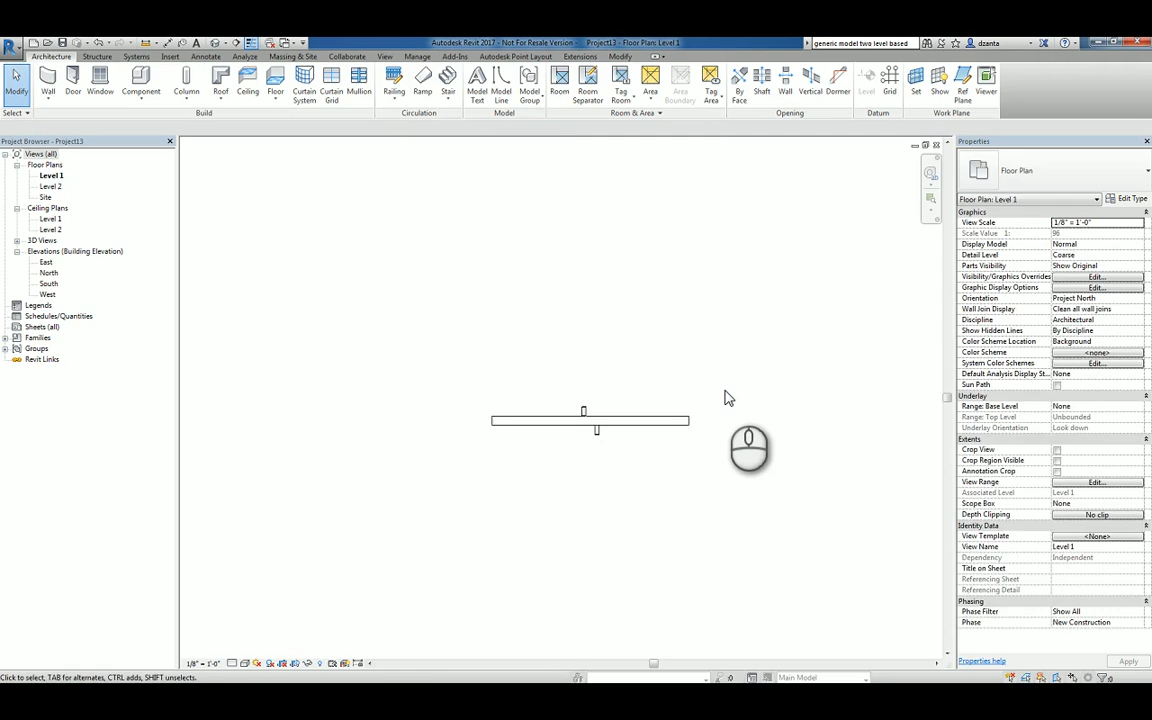 Autodesk Revit 2017 - Not For Resale Version - Project13 - Floor Plan: Level 1
generic model two level based
dzanta
Architecture Structure Systems Insert Annotate Analyze Massing & Site Collaborate View Manage Add-Ins Autodesk Point Layout Extensions Modify
Modify Wall Door Window Component Column Roof Ceiling Floor Curtain System Curtain Grid Mullion Railing Ramp Stair Model Text Model Line Model Group Room Room Separator Tag Room Area Area Boundary Tag Area By Face Shaft Wall Vertical Dormer Level Grid Set Show Ref Plane Viewer
Select Build Circulation Model Room & Area Opening Datum Work Plane
Project Browser - Project13
Views (all)
Floor Plans
Level 1
Level 2
Site
Ceiling Plans
Level 1
Level 2
3D Views
Elevations (Building Elevation)
East
North
South
West
Legends
Schedules/Quantities
Sheets (all)
Families
Groups
Revit Links
2D
Properties
Floor Plan
Floor Plan: Level 1 Edit Type
Graphics
View Scale 1/8" = 1'-0"
Scale Value 1: 96
Display Model Normal
Detail Level Coarse
Parts Visibility Show Original
Visibility/Graphics Overrides Edit...
Graphic Display Options Edit...
Orientation Project North
Wall Join Display Clean all wall joins
Discipline Architectural
Show Hidden Lines By Discipline
Color Scheme Location Background
Color Scheme <none>
System Color Schemes Edit...
Default Analysis Display St... None
Sun Path
Underlay
Range: Base Level None
Range: Top Level Unbounded
Underlay Orientation Look down
Extents
Crop View
Crop Region Visible
Annotation Crop
View Range Edit...
Associated Level Level 1
Scope Box None
Depth Clipping No clip
Identity Data
View Template <None>
View Name Level 1
Dependency Independent
Title on Sheet
Referencing Sheet
Referencing Detail
Phasing
Phase Filter Show All
Phase New Construction
Properties help Apply
1/8" = 1'-0"
Click to select, TAB for alternates, CTRL adds, SHIFT unselects.
:0 Main Model :0